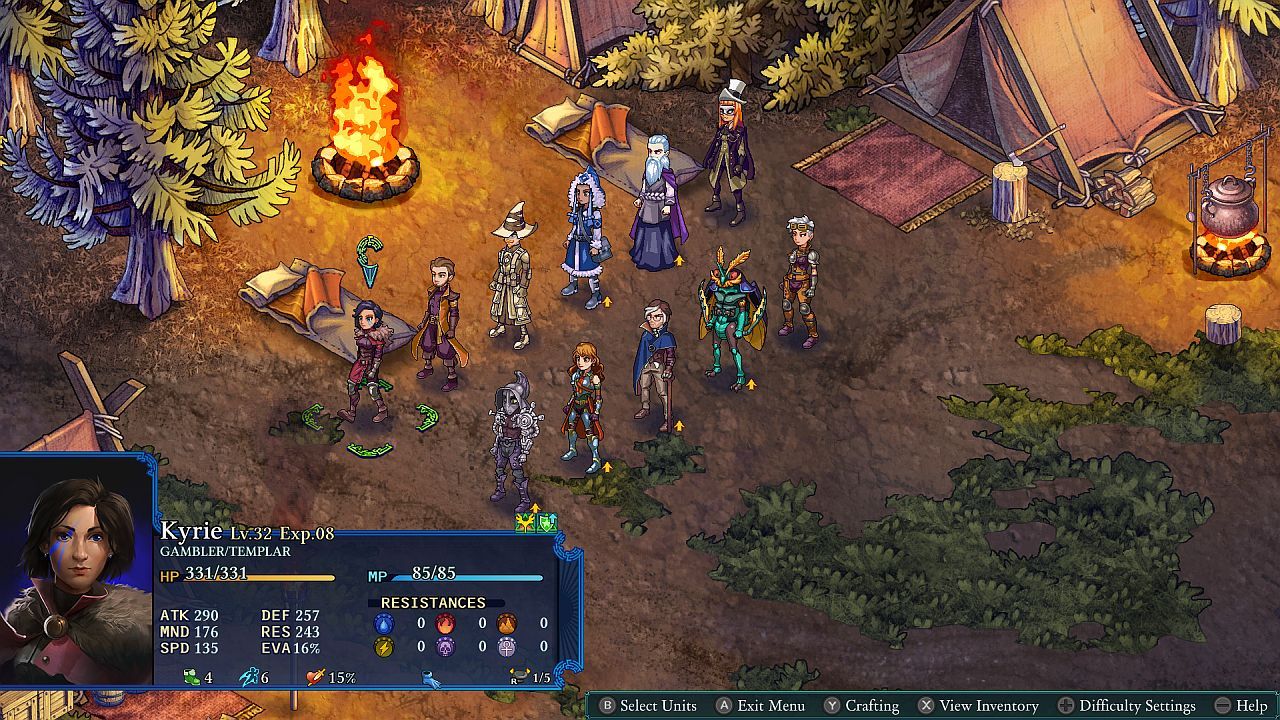 Kyrie Lv.32 Exp.08
GAMBLER/TEMPLAR
HP 331/331 MP 85/85
RESISTANCES
ATK 290 DEF 257 0 0 0
MND 176 RES 243
SPD 135 EVA 16% 0 0 0
4 6 15% R 1/5
B Select Units A Exit Menu Y Crafting X View Inventory Difficulty Settings Help